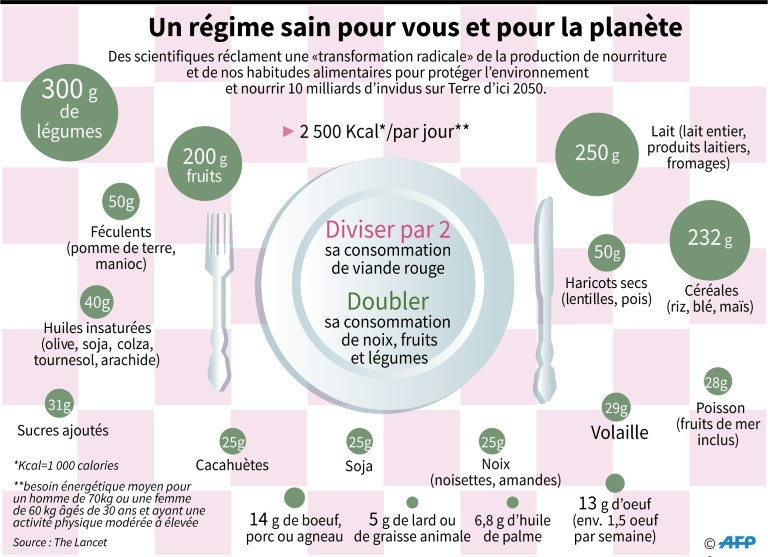 Un régime sain pour vous et pour la planète
Des scientifiques réclament une «transformation radicale» de la production de nourriture
et de nos habitudes alimentaires pour protéger l'environnement
et nourrir 10 milliards d'invidus sur Terre d'ici 2050.
300 g
de
légumes
200 g
fruits
▶ 2 500 Kcal*/par jour**
250 g
Lait (lait entier,
produits laitiers,
fromages)
50g
Féculents
(pomme de terre,
manioc)
40g
Huiles insaturées
(olive, soja, colza,
tournesol, arachide)
Diviser par 2
sa consommation
de viande rouge
Doubler
sa consommation
de noix, fruits
et légumes
50g
Haricots secs
(lentilles, pois)
232 g
Céréales
(riz, blé, maïs)
31g
Sucres ajoutés
25g
Cacahuètes
25g
Soja
25g
Noix
(noisettes, amandes)
29g
Volaille
28g
Poisson
(fruits de mer
inclus)
14 g de boeuf,
porc ou agneau
5 g de lard ou
de graisse animale
6,8 g d'huile
de palme
13 g d'oeuf
(env. 1,5 oeuf
par semaine)
*Kcal=1 000 calories
**besoin énergétique moyen pour
un homme de 70kg ou une femme
de 60 kg âgés de 30 ans et ayant une
activité physique modérée à élevée
Source : The Lancet
© AFP